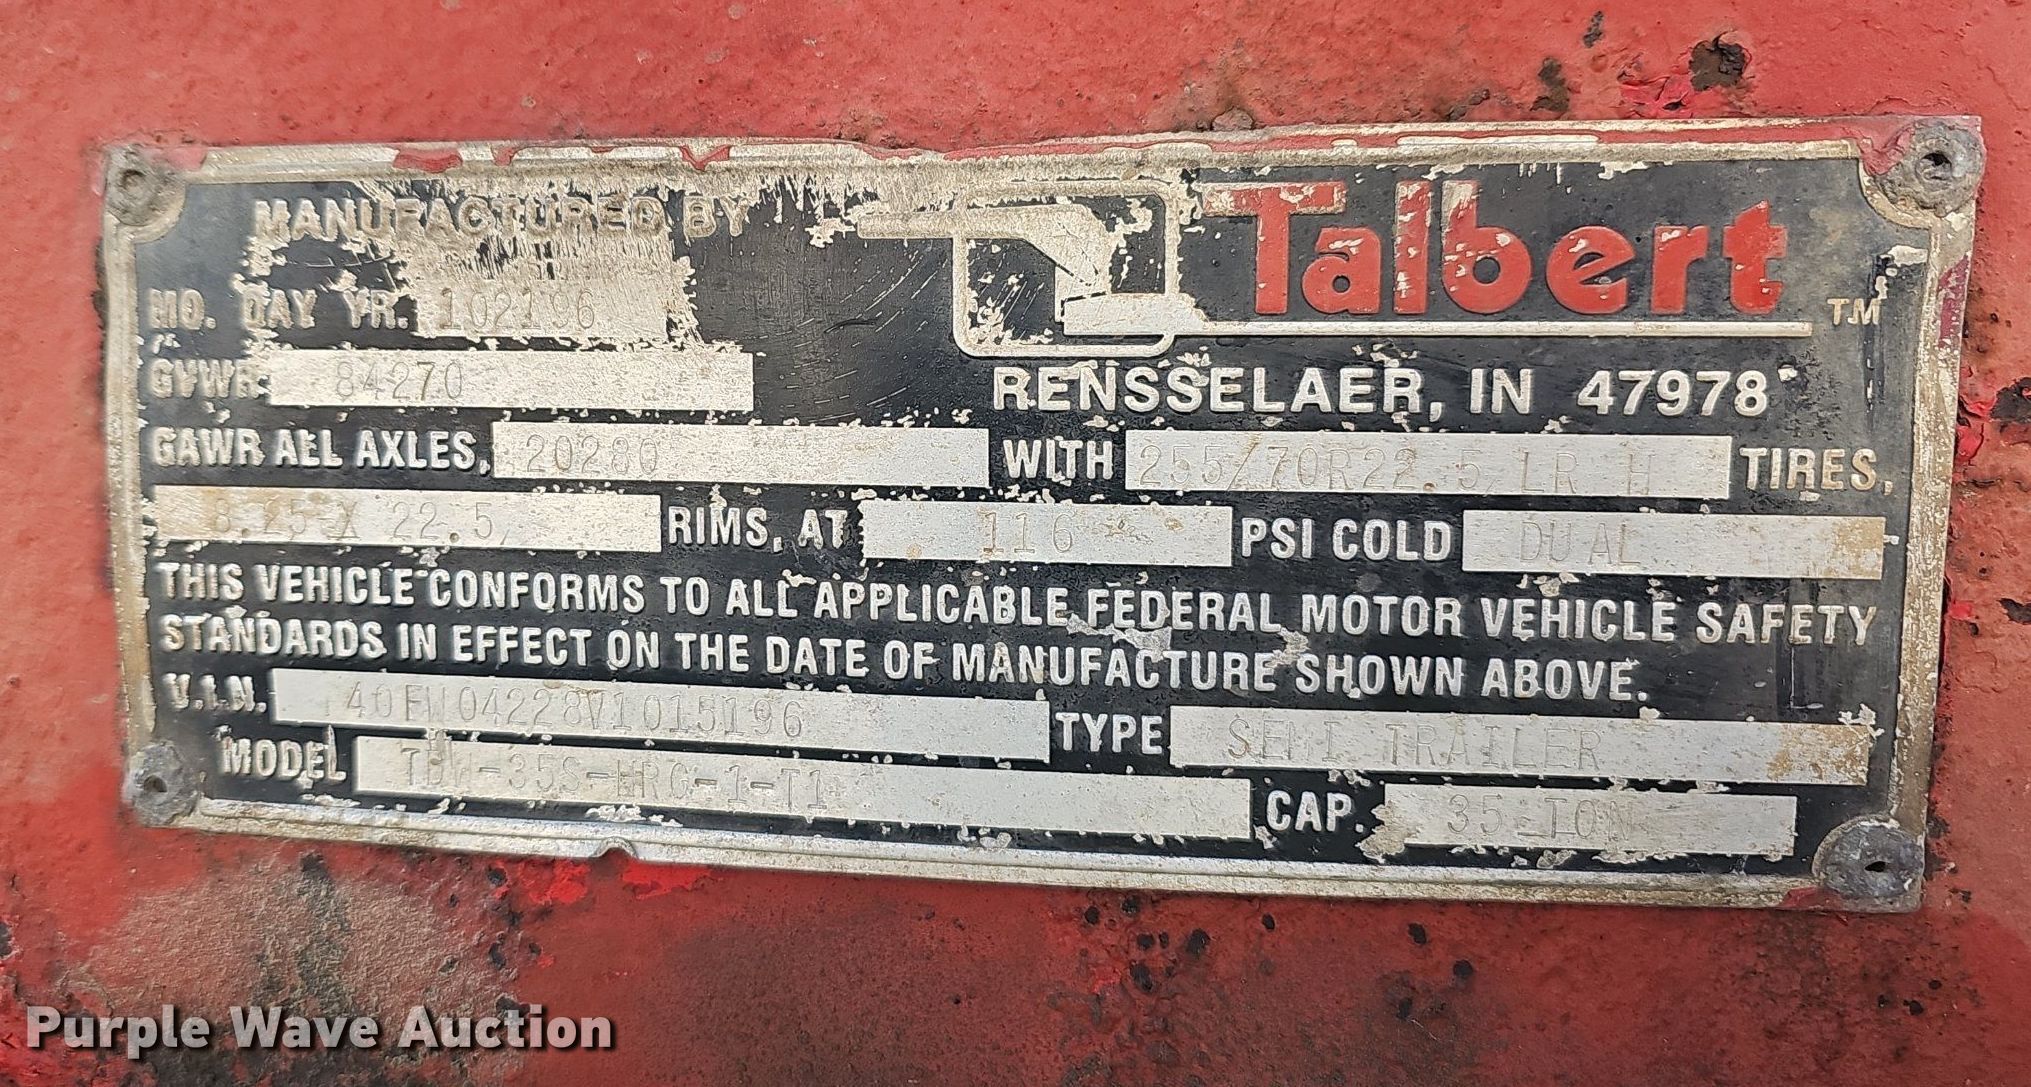 MANUFACTURED BY Talbert TM
MO. DAY YR. 102196
GVWR 84270 RENSSELAER, IN 47978
GAWR ALL AXLES, 20280 WITH 255/70R22.5/LR H TIRES,
8.25 X 22.5/ RIMS, AT 116 PSI COLD DUAL
THIS VEHICLE CONFORMS TO ALL APPLICABLE FEDERAL MOTOR VEHICLE SAFETY
STANDARDS IN EFFECT ON THE DATE OF MANUFACTURE SHOWN ABOVE.
V.I.N. 40FW04228V1015196 TYPE SEMI TRAILER
MODEL TDW-35S-HRG-1-T1 CAP. 35 TON
Purple Wave Auction